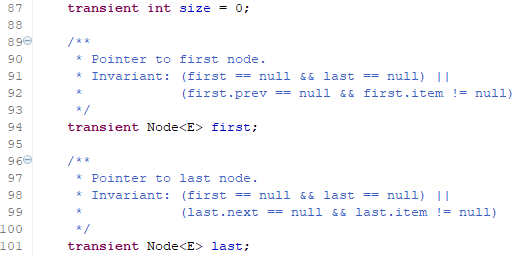 87 transient int size = 0;
88
89 /**
90 * Pointer to first node.
91 * Invariant: (first == null && last == null) ||
92 * (first.prev == null && first.item != null)
93 */
94 transient Node<E> first;
95
96 /**
97 * Pointer to last node.
98 * Invariant: (first == null && last == null) ||
99 * (last.next == null && last.item != null)
100 */
101 transient Node<E> last;